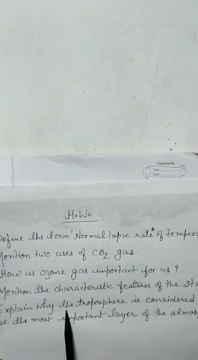 H.W.
Define the term 'Normal lapse rate' of tempera
Mention two uses of CO2 gas.
How is ozone gas important for us?
Mention the characteristic features of the str
Explain why the troposphere is considered
the most important layer of the atmos